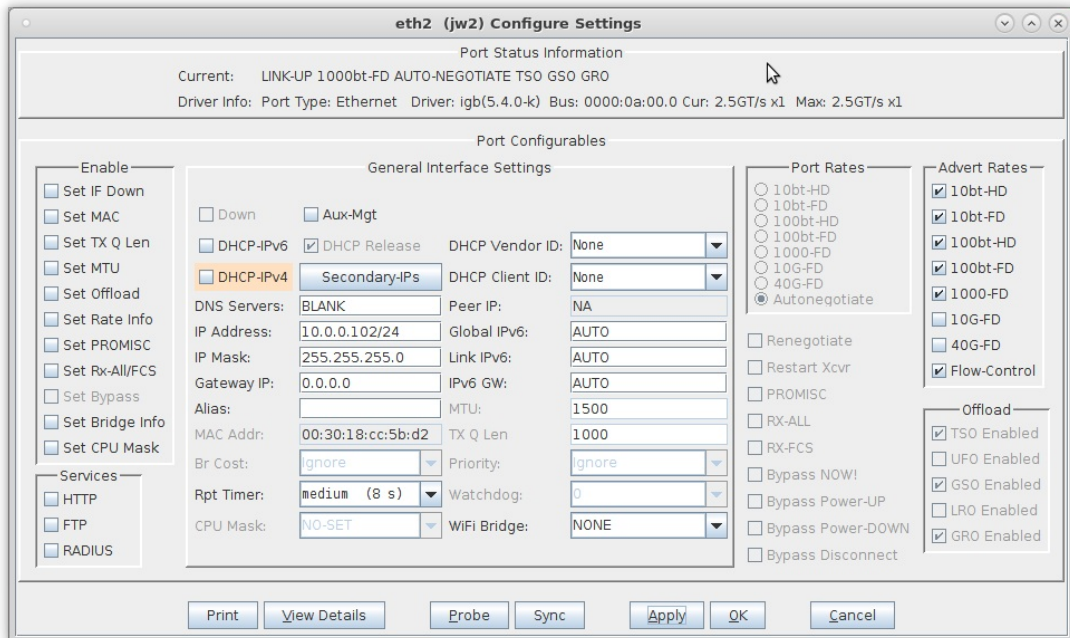 eth2 (jw2) Configure Settings
Port Status Information
Current: LINK-UP 1000bt-FD AUTO-NEGOTIATE TSO GSO GRO
Driver Info: Port Type: Ethernet Driver: igb(5.4.0-k) Bus: 0000:0a:00.0 Cur: 2.5GT/s x1 Max: 2.5GT/s x1
Port Configurables
Enable
Set IF Down
Set MAC
Set TX Q Len
Set MTU
Set Offload
Set Rate Info
Set PROMISC
Set Rx-All/FCS
Set Bypass
Set Bridge Info
Set CPU Mask
Services
HTTP
FTP
RADIUS
General Interface Settings
Down Aux-Mgt
DHCP-IPv6 DHCP Release DHCP Vendor ID: None
DHCP-IPv4 Secondary-IPs DHCP Client ID: None
DNS Servers: BLANK Peer IP: NA
IP Address: 10.0.0.102/24 Global IPv6: AUTO
IP Mask: 255.255.255.0 Link IPv6: AUTO
Gateway IP: 0.0.0.0 IPv6 GW: AUTO
Alias: MTU: 1500
MAC Addr: 00:30:18:cc:5b:d2 TX Q Len 1000
Br Cost: Ignore Priority: Ignore
Rpt Timer: medium (8 s) Watchdog: 0
CPU Mask: NO-SET WiFi Bridge: NONE
Port Rates
10bt-HD
10bt-FD
100bt-HD
100bt-FD
1000-FD
10G-FD
40G-FD
Autonegotiate
Renegotiate
Restart Xcvr
PROMISC
RX-ALL
RX-FCS
Bypass NOW!
Bypass Power-UP
Bypass Power-DOWN
Bypass Disconnect
Advert Rates
10bt-HD
10bt-FD
100bt-HD
100bt-FD
1000-FD
10G-FD
40G-FD
Flow-Control
Offload
TSO Enabled
UFO Enabled
GSO Enabled
LRO Enabled
GRO Enabled
Print View Details Probe Sync Apply OK Cancel